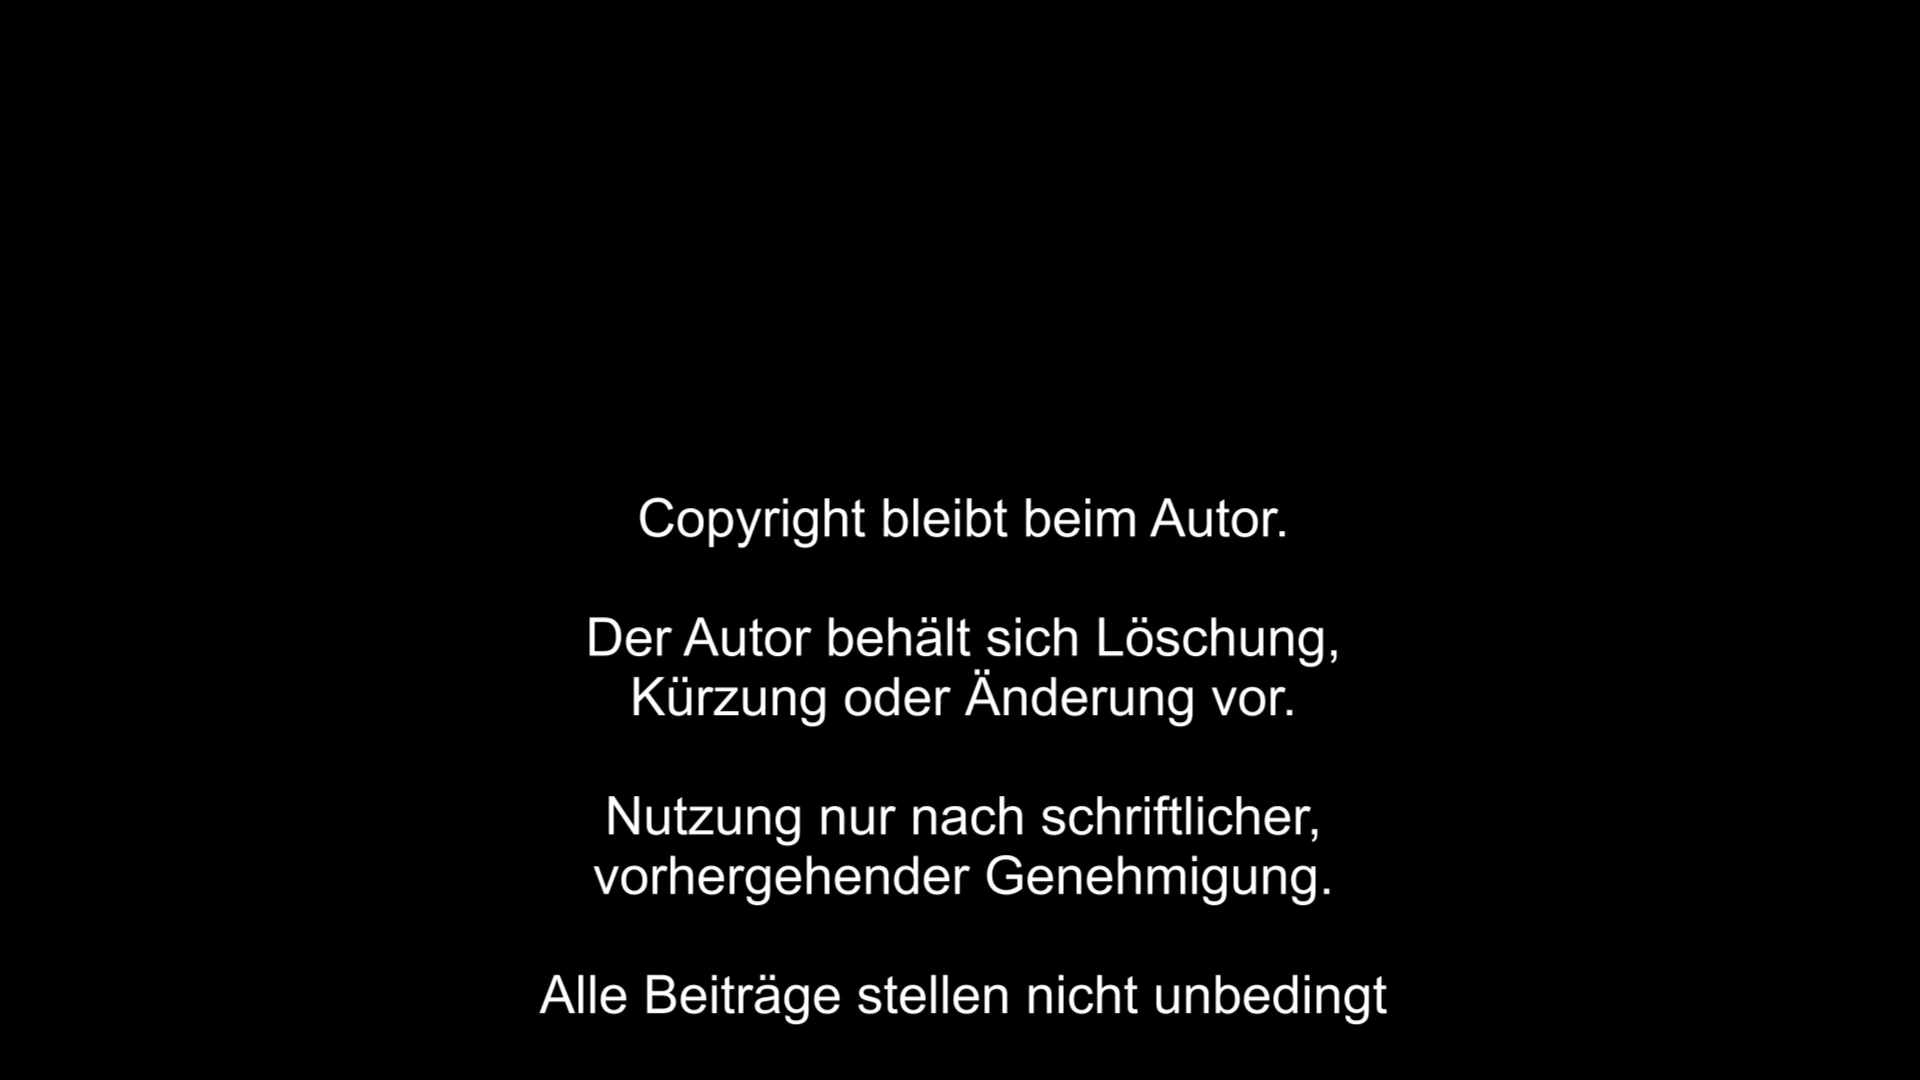 Copyright bleibt beim Autor.
Der Autor behält sich Löschung,
Kürzung oder Änderung vor.
Nutzung nur nach schriftlicher,
vorhergehender Genehmigung.
Alle Beiträge stellen nicht unbedingt